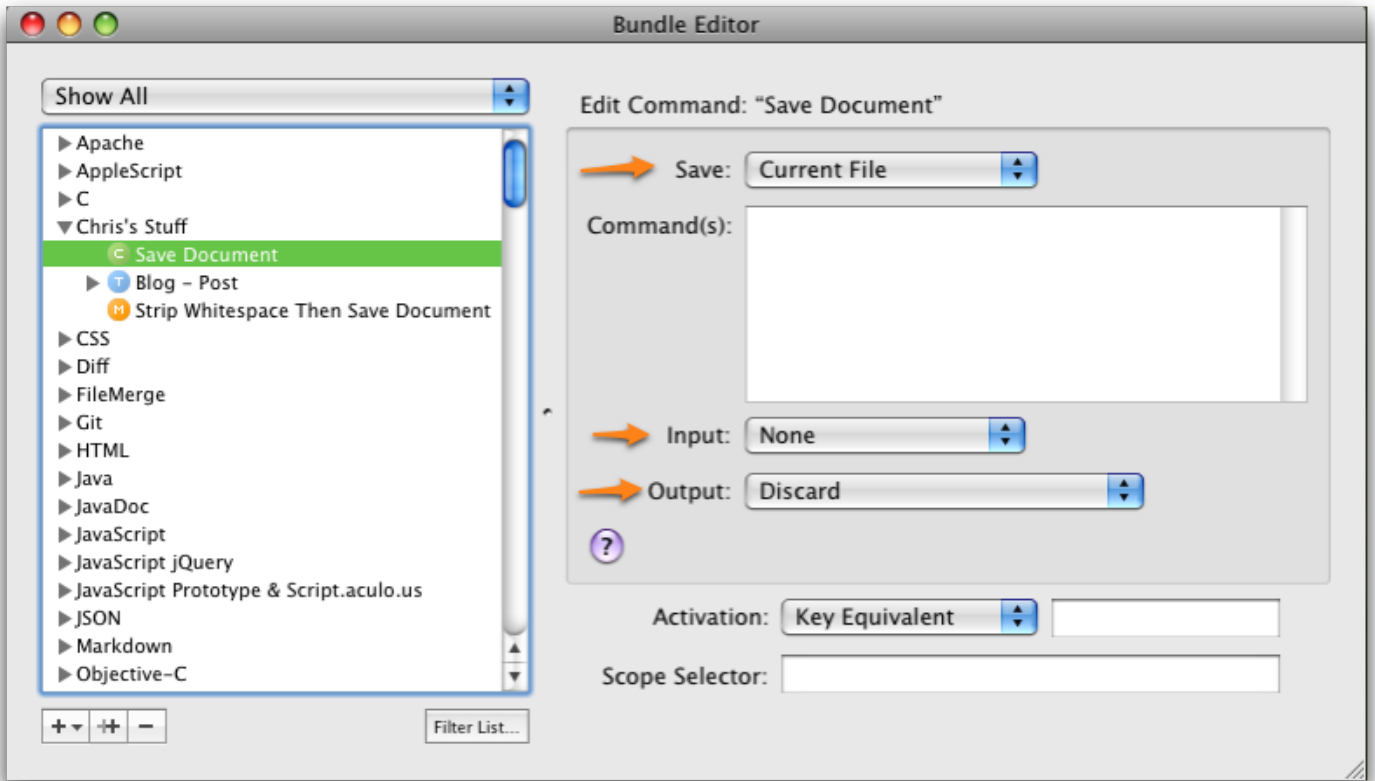 Bundle Editor
Show All
Apache
AppleScript
C
Chris's Stuff
C Save Document
T Blog – Post
M Strip Whitespace Then Save Document
CSS
Diff
FileMerge
Git
HTML
Java
JavaDoc
JavaScript
JavaScript jQuery
JavaScript Prototype & Script.aculo.us
JSON
Markdown
Objective-C
Filter List...
Edit Command: “Save Document”
Save: Current File
Command(s):
Input: None
Output: Discard
?
Activation: Key Equivalent
Scope Selector: